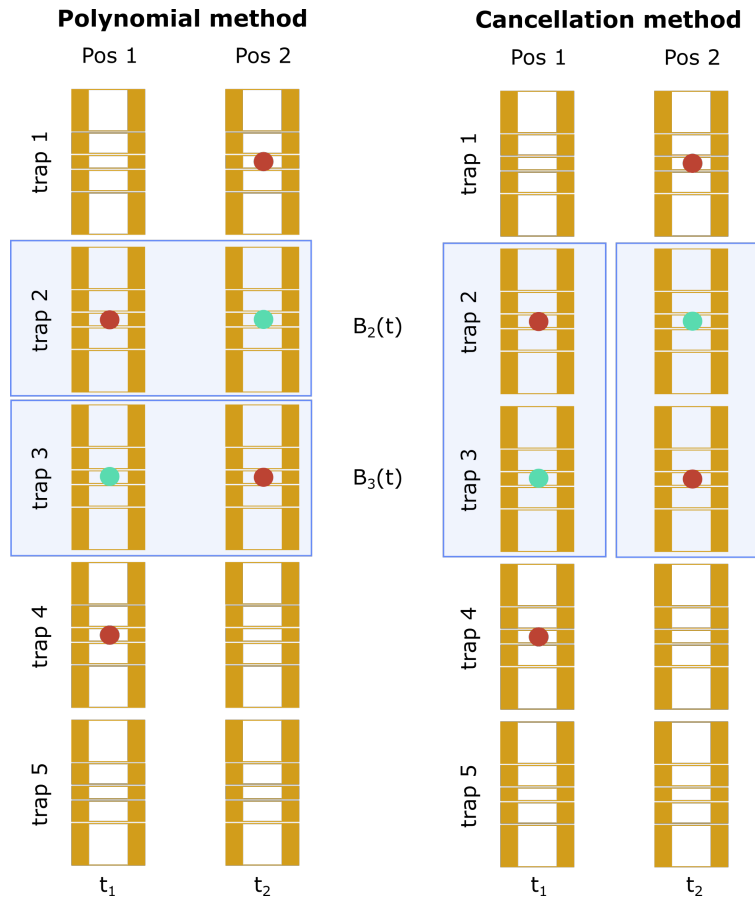 Polynomial method
Cancellation method
Pos 1
Pos 2
Pos 1
Pos 2
trap 1
trap 1
trap 2
B₂(t)
trap 2
trap 3
B₃(t)
trap 3
trap 4
trap 4
trap 5
trap 5
t₁
t₂
t₁
t₂